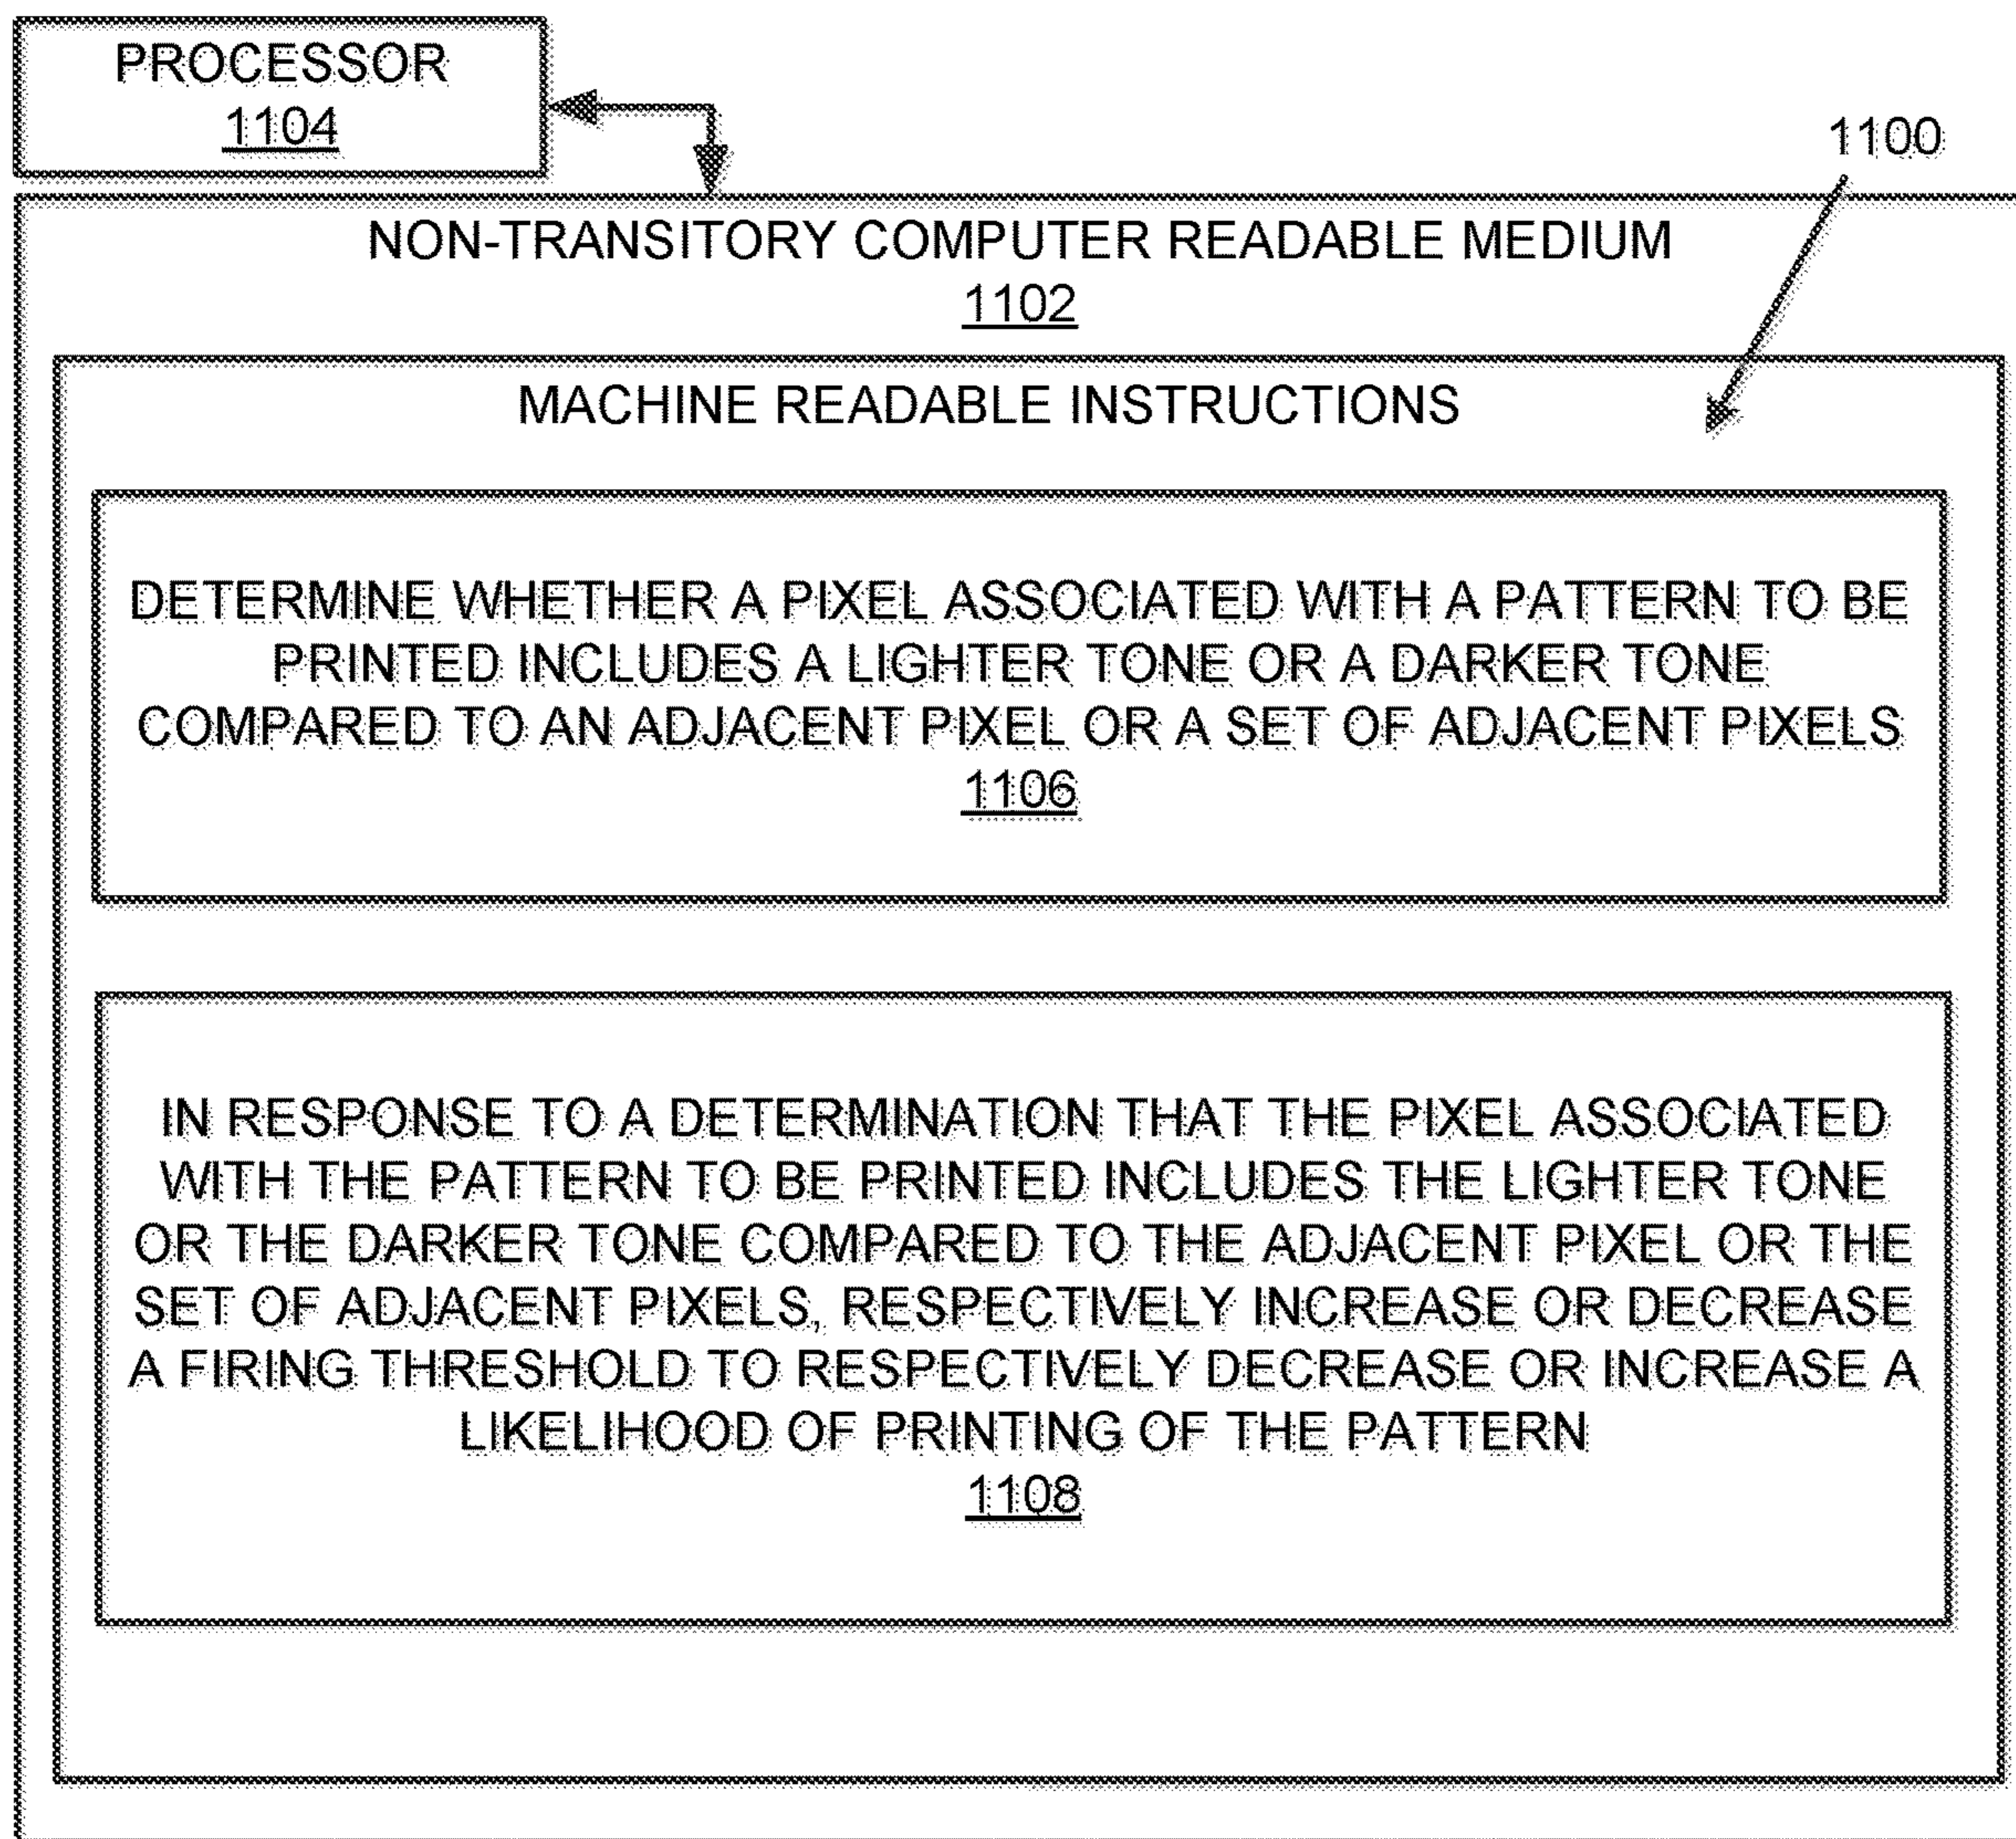 PROCESSOR
1104
1100
NON-TRANSITORY COMPUTER READABLE MEDIUM
1102
MACHINE READABLE INSTRUCTIONS
DETERMINE WHETHER A PIXEL ASSOCIATED WITH A PATTERN TO BE
PRINTED INCLUDES A LIGHTER TONE OR A DARKER TONE
COMPARED TO AN ADJACENT PIXEL OR A SET OF ADJACENT PIXELS
1106
IN RESPONSE TO A DETERMINATION THAT THE PIXEL ASSOCIATED
WITH THE PATTERN TO BE PRINTED INCLUDES THE LIGHTER TONE
OR THE DARKER TONE COMPARED TO THE ADJACENT PIXEL OR THE
SET OF ADJACENT PIXELS, RESPECTIVELY INCREASE OR DECREASE
A FIRING THRESHOLD TO RESPECTIVELY DECREASE OR INCREASE A
LIKELIHOOD OF PRINTING OF THE PATTERN
1108